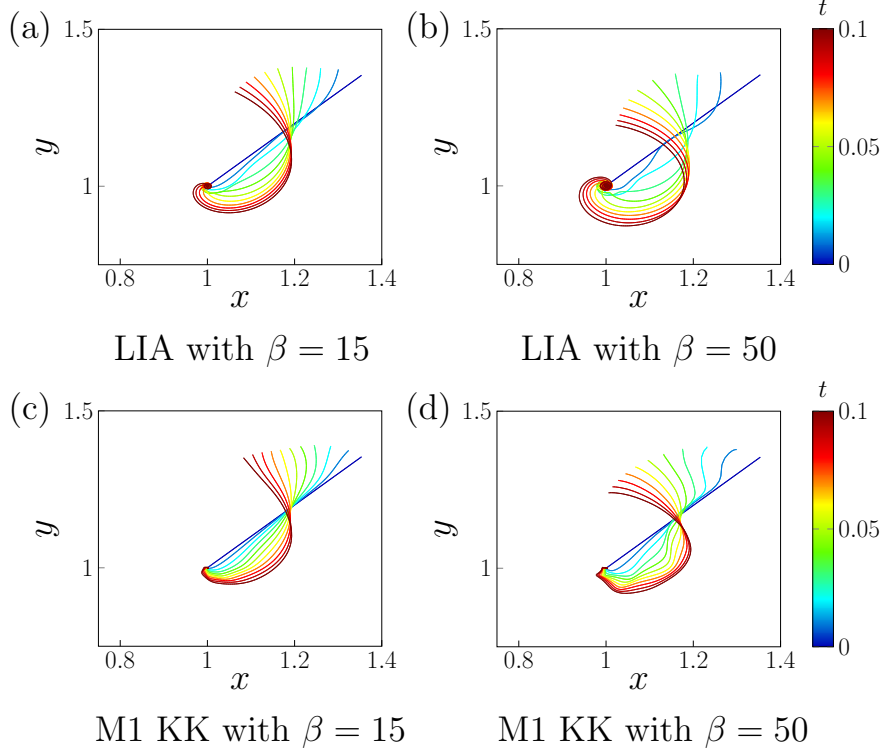 (a)
1.5
1
y
0.8
1
1.2
1.4
x
LIA with β = 15
(b)
1.5
1
y
0.8
1
1.2
1.4
x
LIA with β = 50
t
0.1
0.05
0
(c)
1.5
1
y
0.8
1
1.2
1.4
x
M1 KK with β = 15
(d)
1.5
1
y
0.8
1
1.2
1.4
x
M1 KK with β = 50
t
0.1
0.05
0